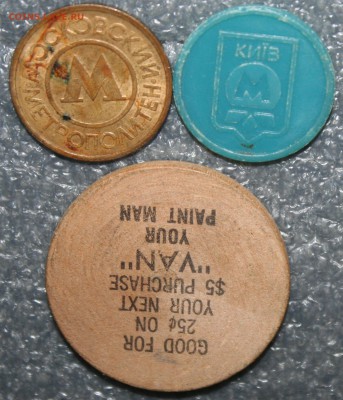 МОСКОВСКИЙ
МЕТРОПОЛИТЕН
М
КИЇВ
М
GOOD FOR
25¢ ON
YOUR NEXT
$5 PURCHASE
"VAN"
YOUR
PAINT MAN